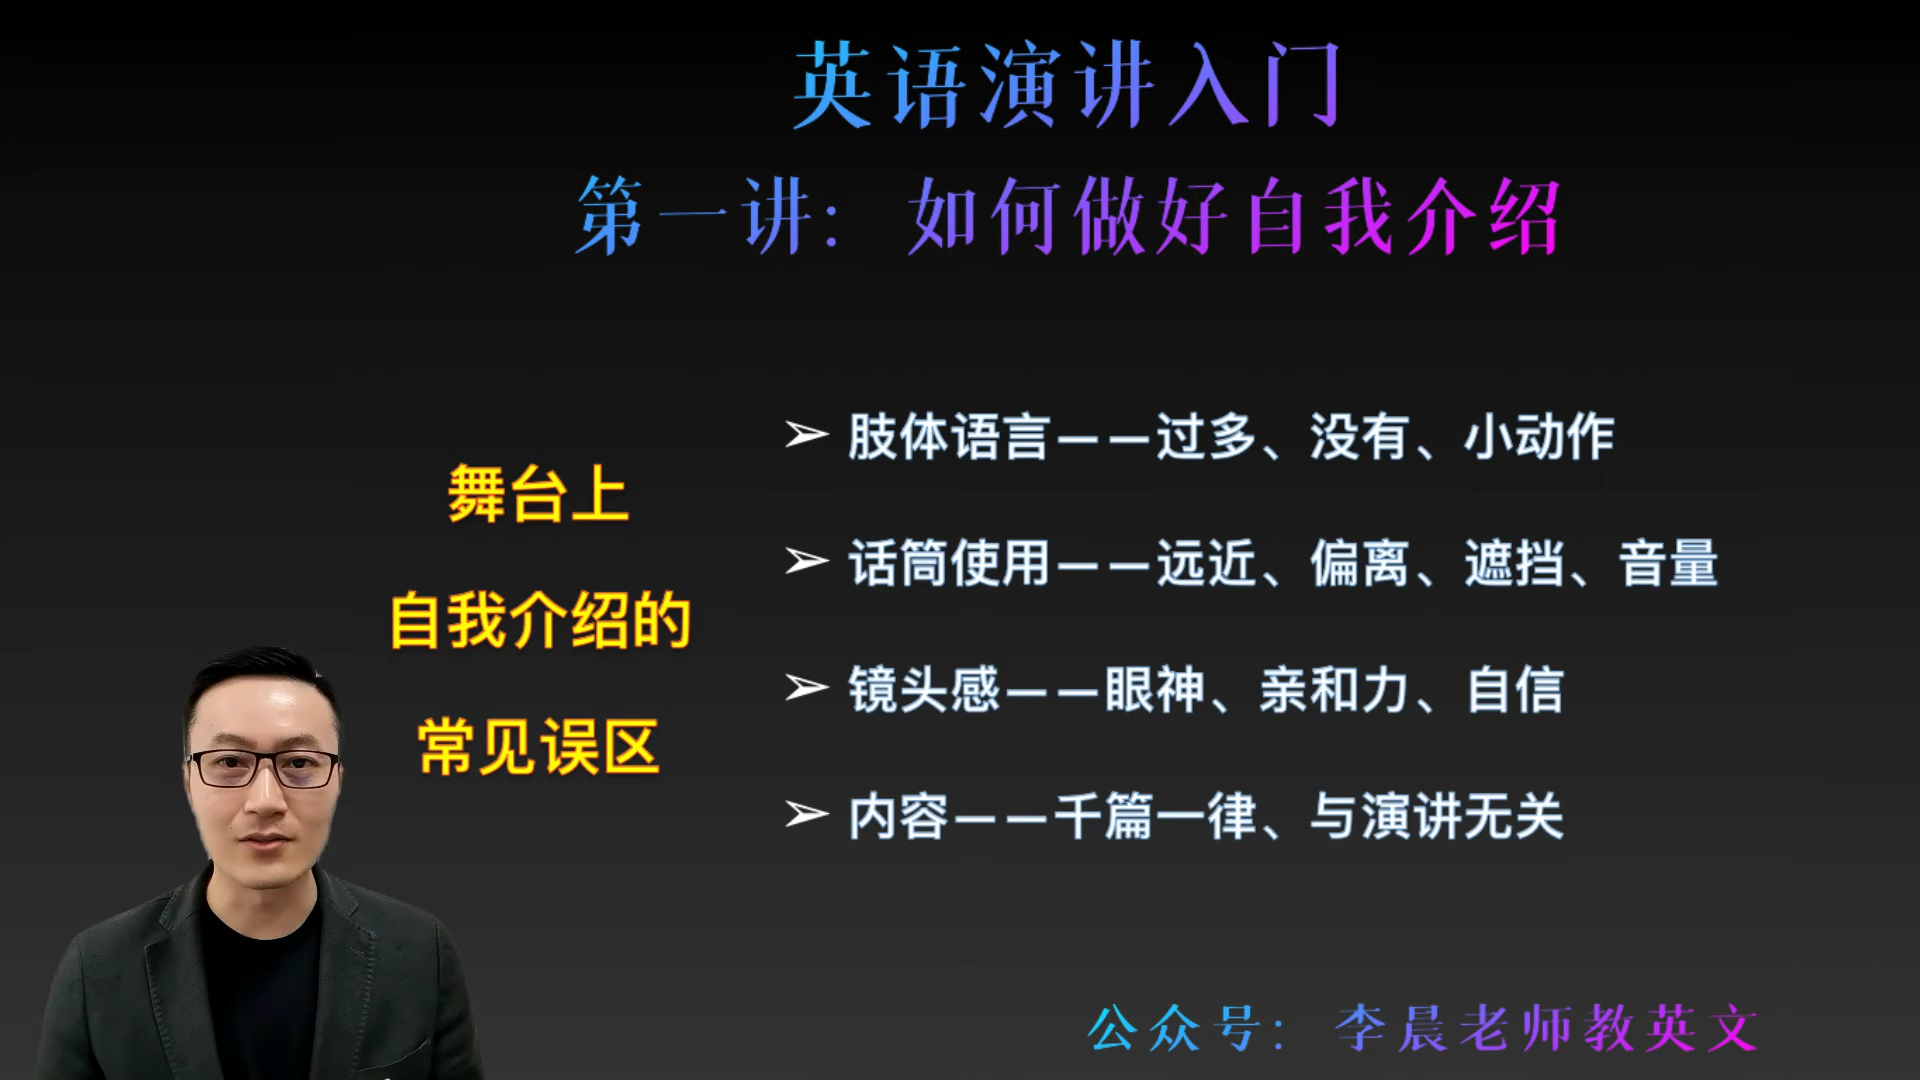 英语演讲入门
第一讲：如何做好自我介绍
舞台上
自我介绍的
常见误区
➢ 肢体语言——过多、没有、小动作
➢ 话筒使用——远近、偏离、遮挡、音量
➢ 镜头感——眼神、亲和力、自信
➢ 内容——千篇一律、与演讲无关
公众号：李晨老师教英文